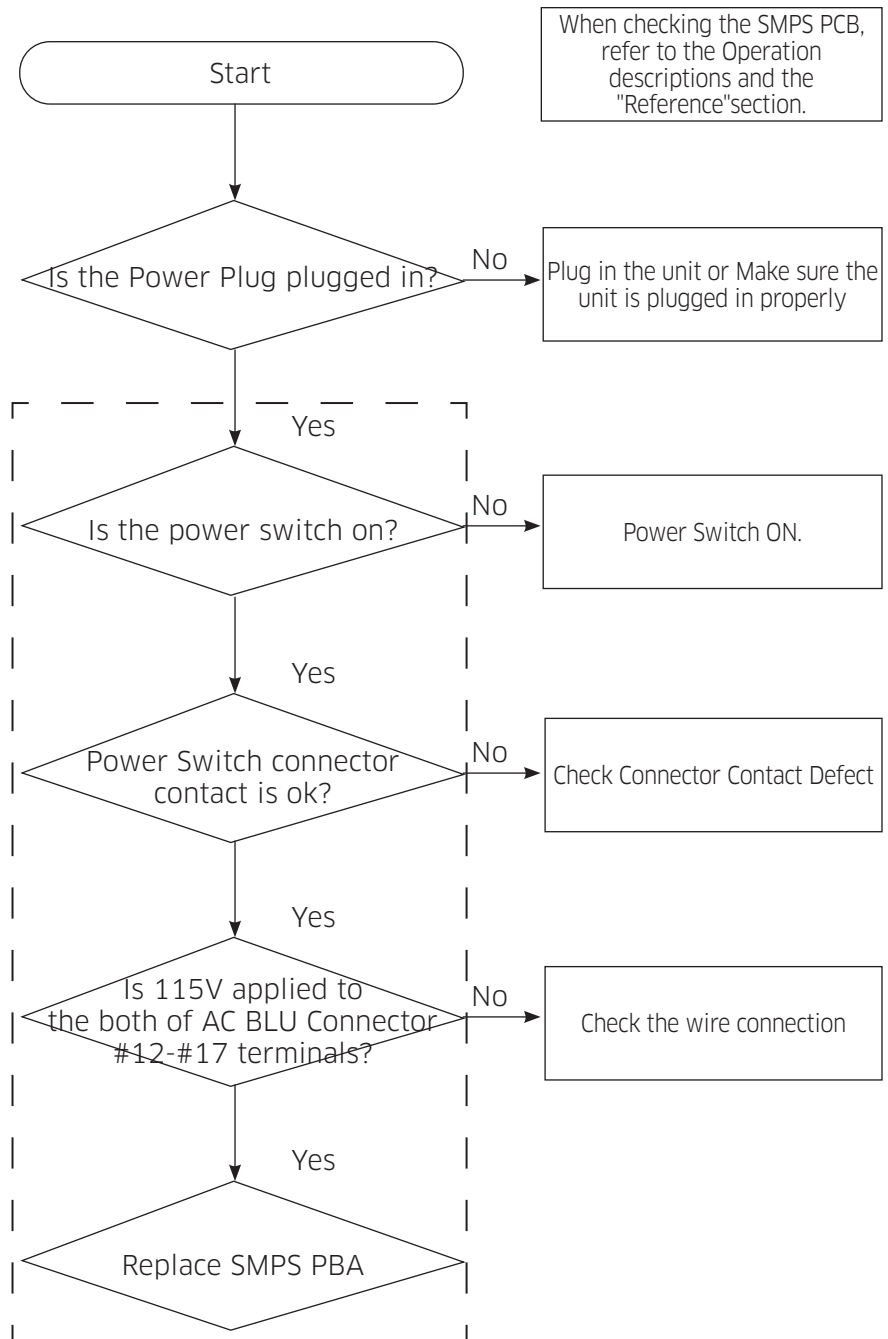 Start
When checking the SMPS PCB,
refer to the Operation
descriptions and the
"Reference"section.
Is the Power Plug plugged in?
No
Plug in the unit or Make sure the
unit is plugged in properly
Yes
Is the power switch on?
No
Power Switch ON.
Yes
Power Switch connector
contact is ok?
No
Check Connector Contact Defect
Yes
Is 115V applied to
the both of AC BLU Connector
#12-#17 terminals?
No
Check the wire connection
Yes
Replace SMPS PBA